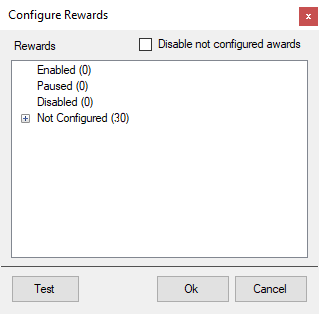 Configure Rewards
Rewards
Disable not configured awards
Enabled (0)
Paused (0)
Disabled (0)
Not Configured (30)
Test
Ok
Cancel